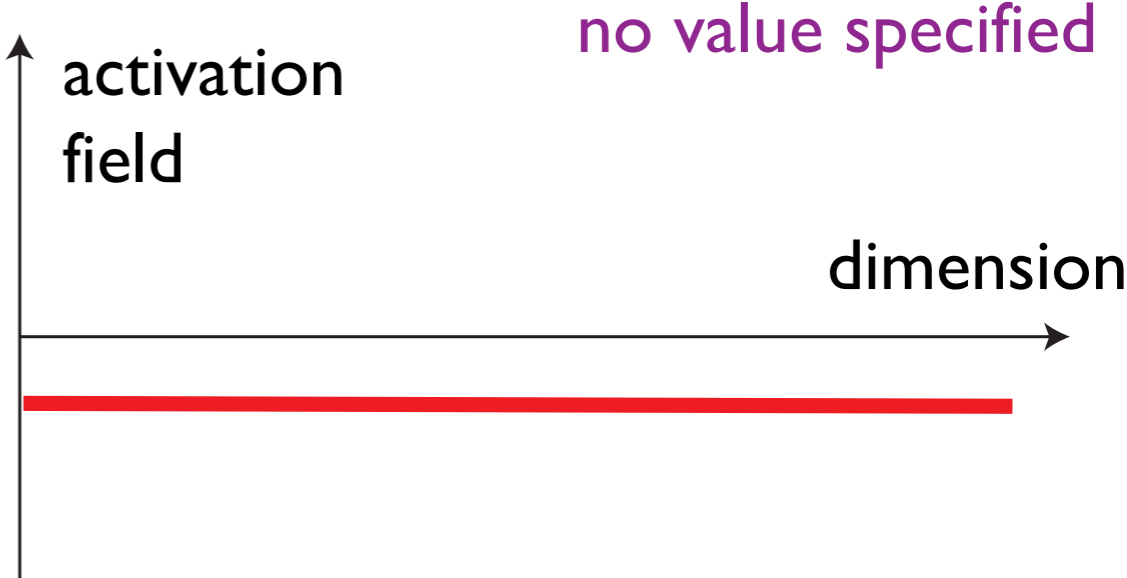 no value specified
activation
field
dimension